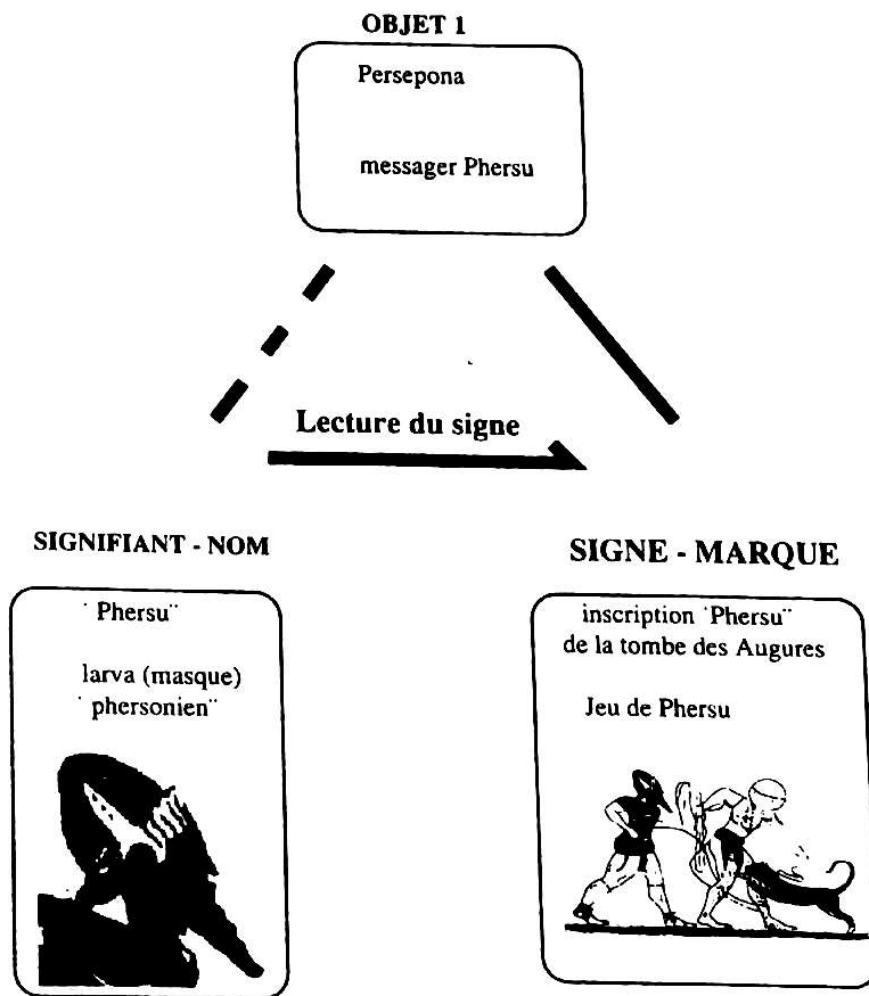 OBJET 1
Persepona
messager Phersu
Lecture du signe
SIGNIFIANT - NOM
¨ Phersu¨
larva (masque)
¨ phersonien¨
SIGNE - MARQUE
inscription ¨Phersu¨
de la tombe des Augures
Jeu de Phersu